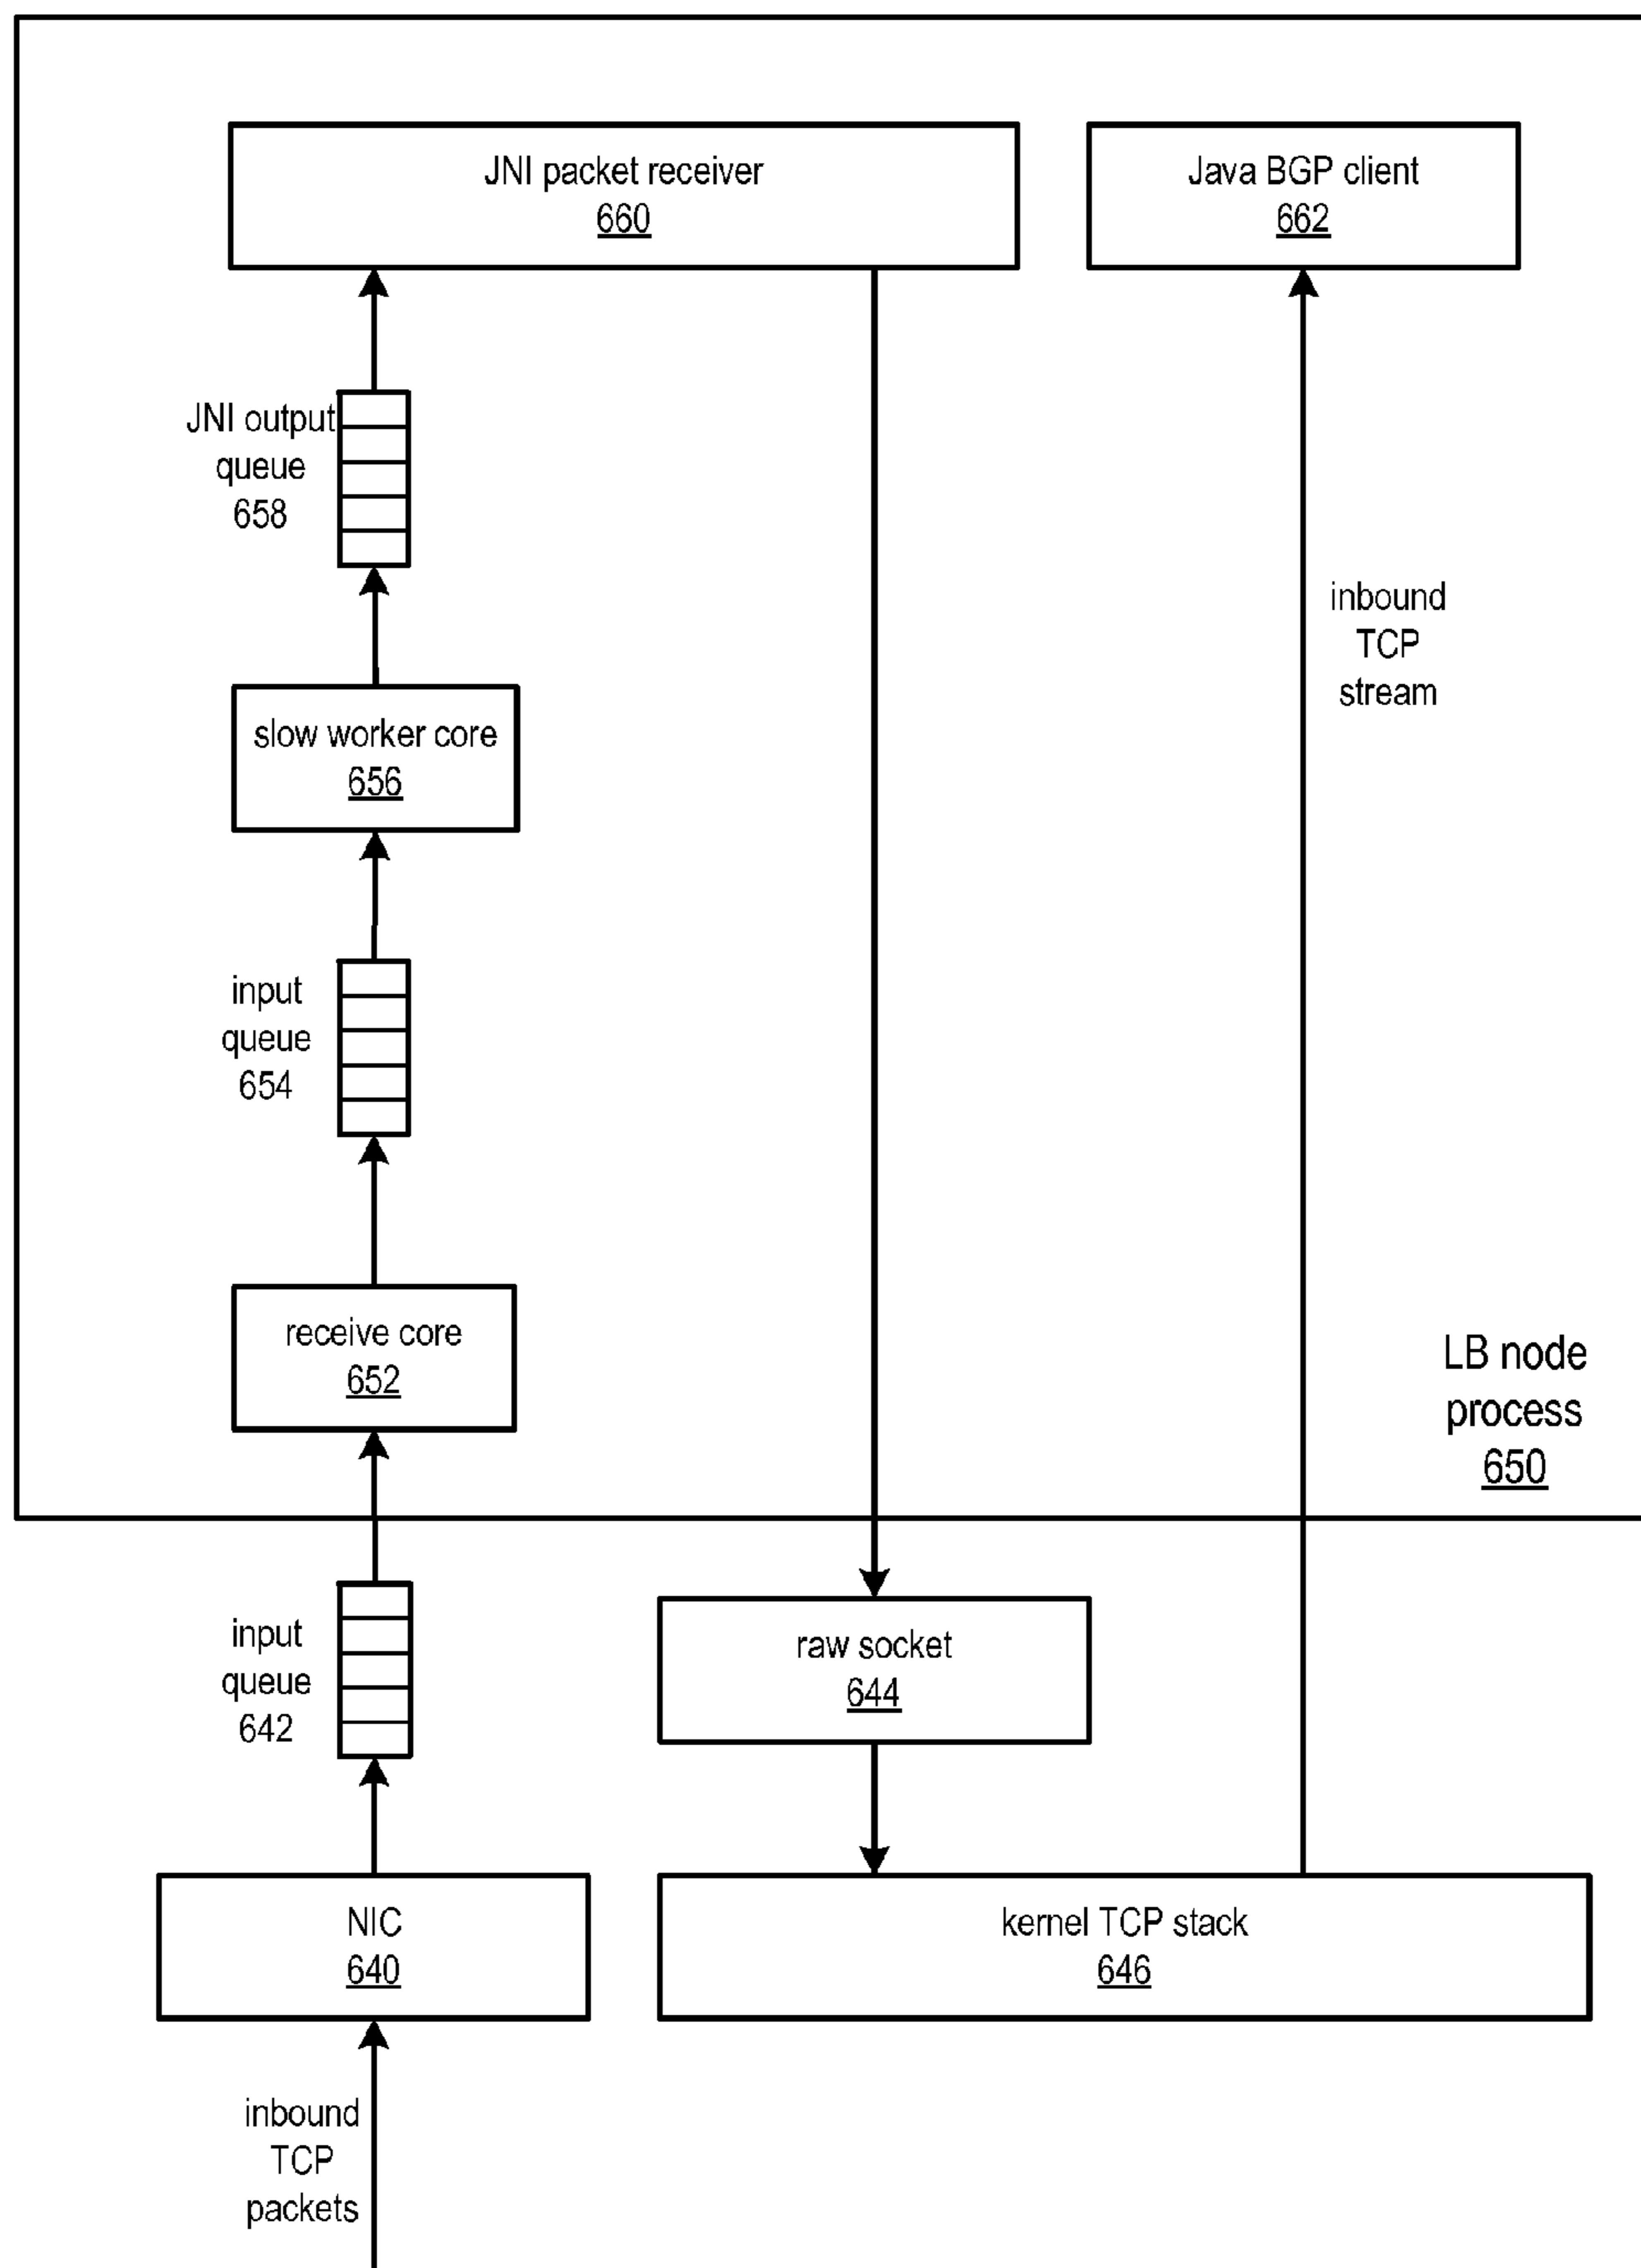 JNI packet receiver
660
Java BGP client
662
JNI output
queue
658
inbound
TCP
stream
slow worker core
656
input
queue
654
receive core
652
LB node
process
650
input
queue
642
raw socket
644
NIC
640
kernel TCP stack
646
inbound
TCP
packets